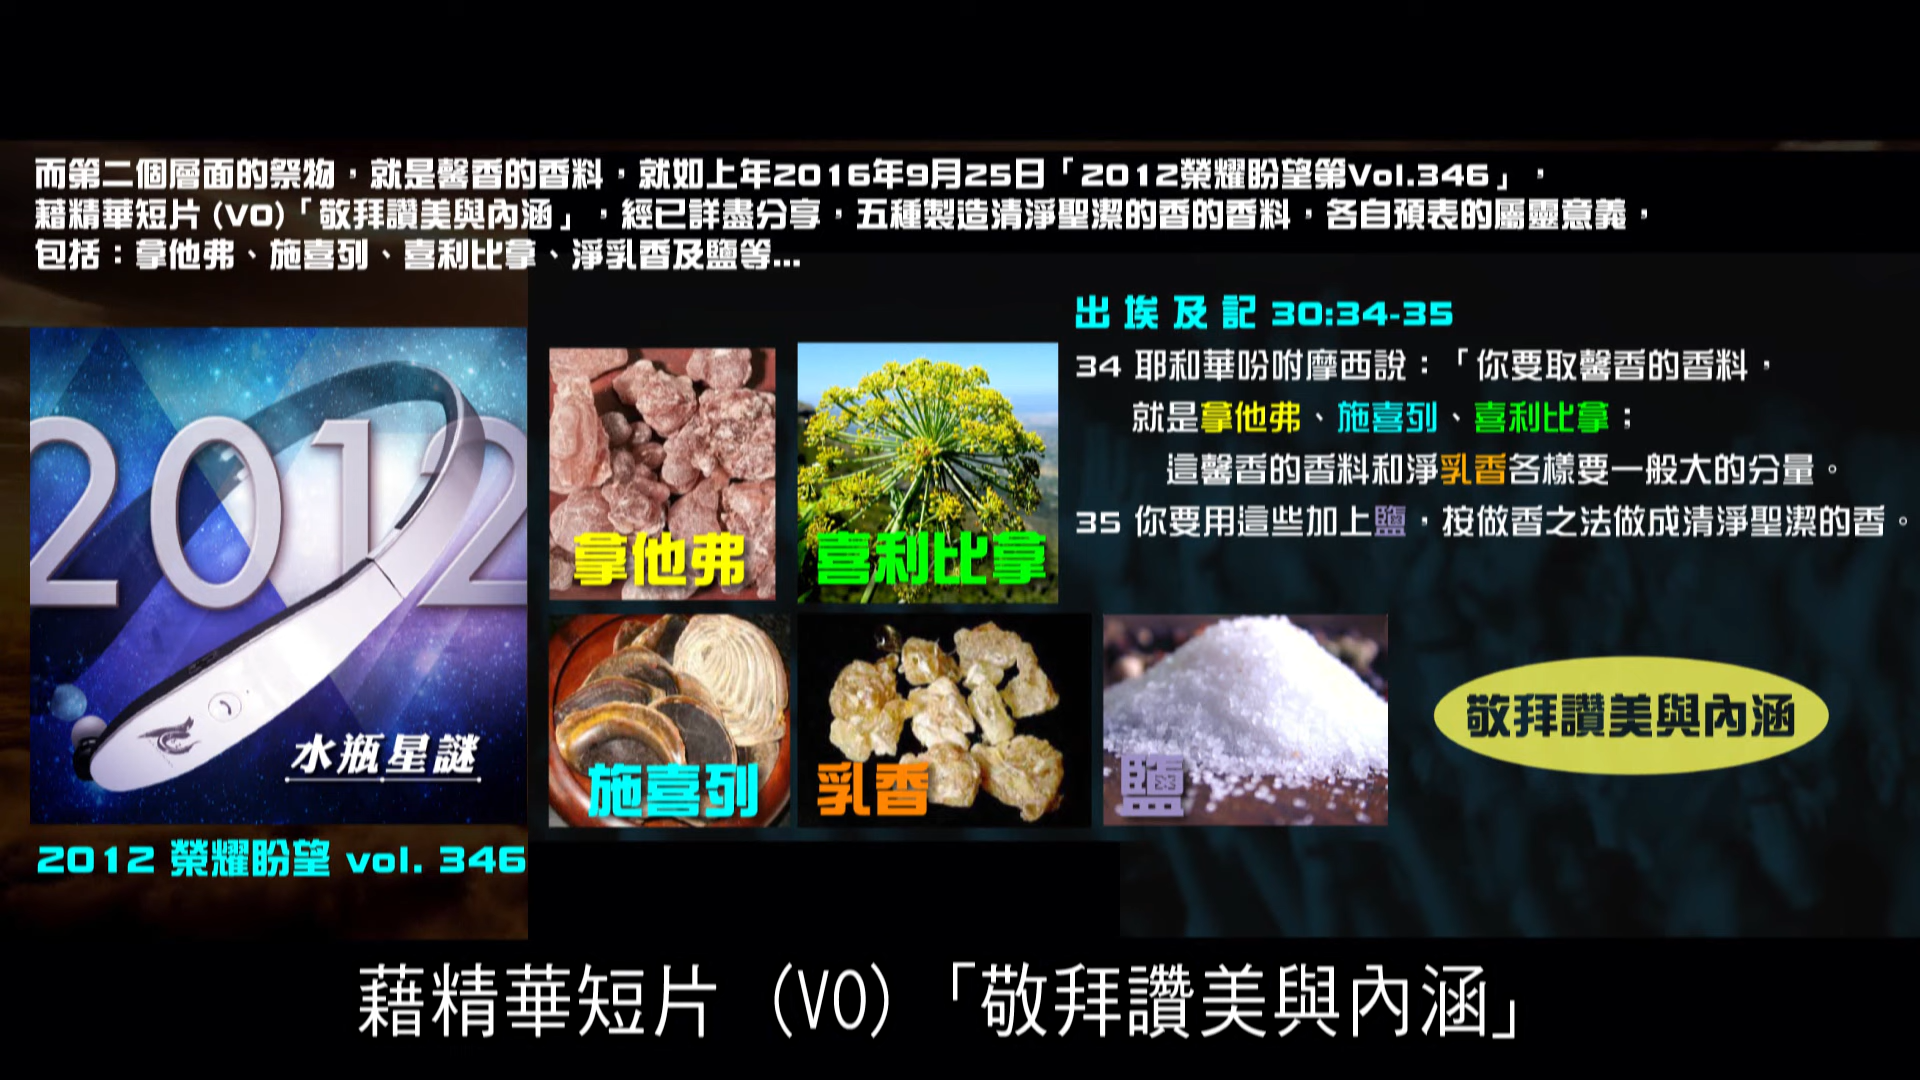 而第二個層面的祭物，就是馨香的香料，就如上年2016年9月25日「2012榮耀盼望第Vol.346」，
藉精華短片 (VO)「敬拜讚美與內涵」，經已詳盡分享，五種製造清淨聖潔的香的香料，各自預表的屬靈意義，
包括：拿他弗、施喜列、喜利比拿、淨乳香及鹽等...
出埃及記 30:34-35
34 耶和華吩咐摩西說：「你要取馨香的香料，
就是拿他弗、施喜列、喜利比拿；
這馨香的香料和淨乳香各樣要一般大的分量。
35 你要用這些加上鹽，按做香之法做成清淨聖潔的香。
2012
水瓶星謎
2012 榮耀盼望 vol. 346
拿他弗
喜利比拿
施喜列
乳香
鹽
敬拜讚美與內涵
藉精華短片 (VO)「敬拜讚美與內涵」